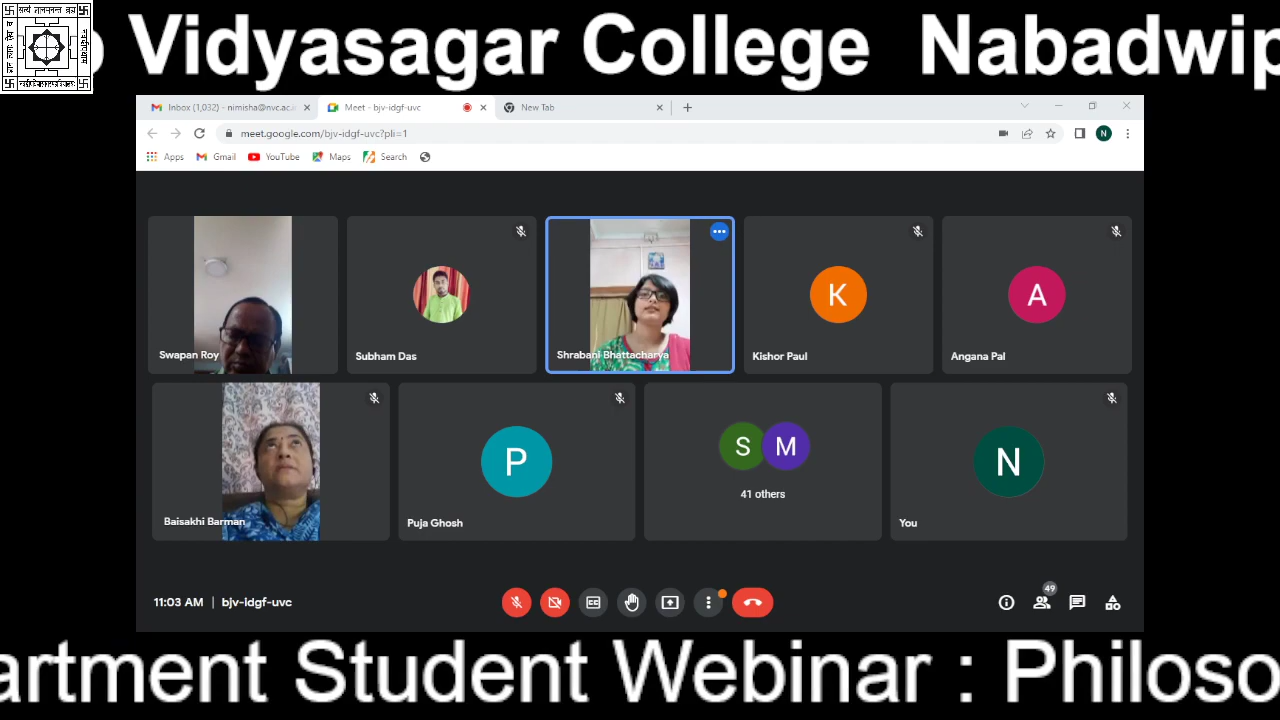 p Vidyasagar College Nabadwip
Inbox (1,032) - nimisha@nvc.ac.i
Meet - bjv-idgf-uvc
New Tab
meet.google.com/bjv-idgf-uvc?pli=1
N
Apps
Gmail
YouTube
Maps
Search
Swapan Roy
Subham Das
Shrabani Bhattacharya
K
Kishor Paul
A
Angana Pal
Baisakhi Barman
P
Puja Ghosh
S M
41 others
N
You
11:03 AM | bjv-idgf-uvc
49
artment Student Webinar : Philoso